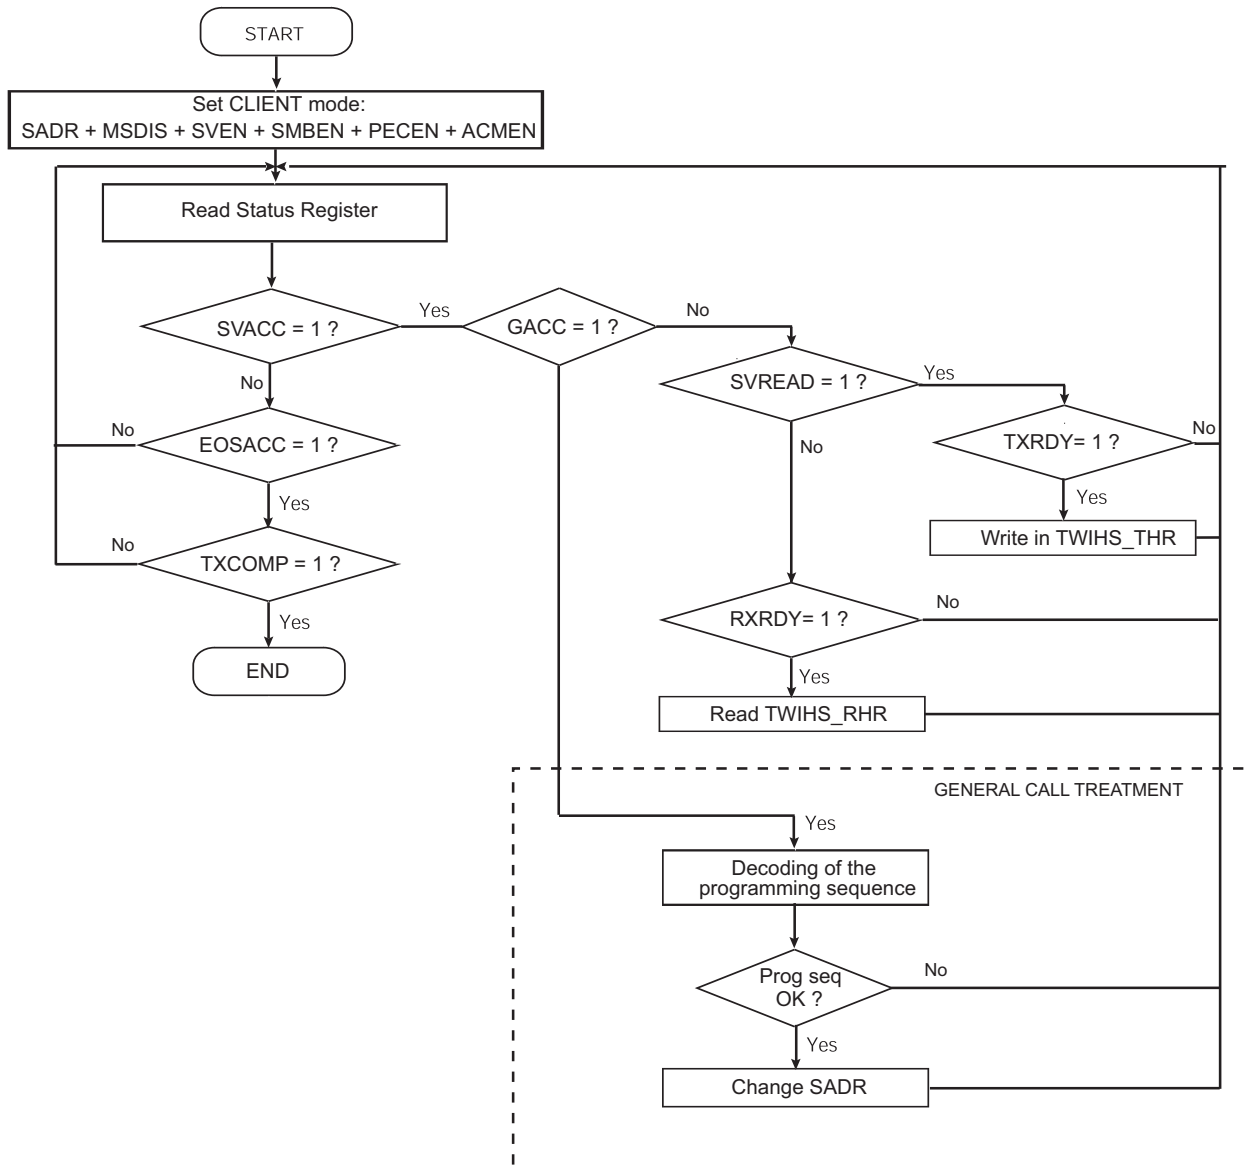 START
Set CLIENT mode:
SADR + MSDIS + SVEN + SMBEN + PECEN + ACMEN
Read Status Register
SVACC = 1 ?
Yes
GACC = 1 ?
No
SVREAD = 1 ?
Yes
No
TXRDY= 1 ?
No
No
EOSACC = 1 ?
No
Yes
Yes
Write in TWIHS_THR
No
TXCOMP = 1 ?
Yes
RXRDY= 1 ?
No
END
Yes
Read TWIHS_RHR
GENERAL CALL TREATMENT
Yes
Decoding of the
programming sequence
Prog seq
OK ?
No
Yes
Change SADR